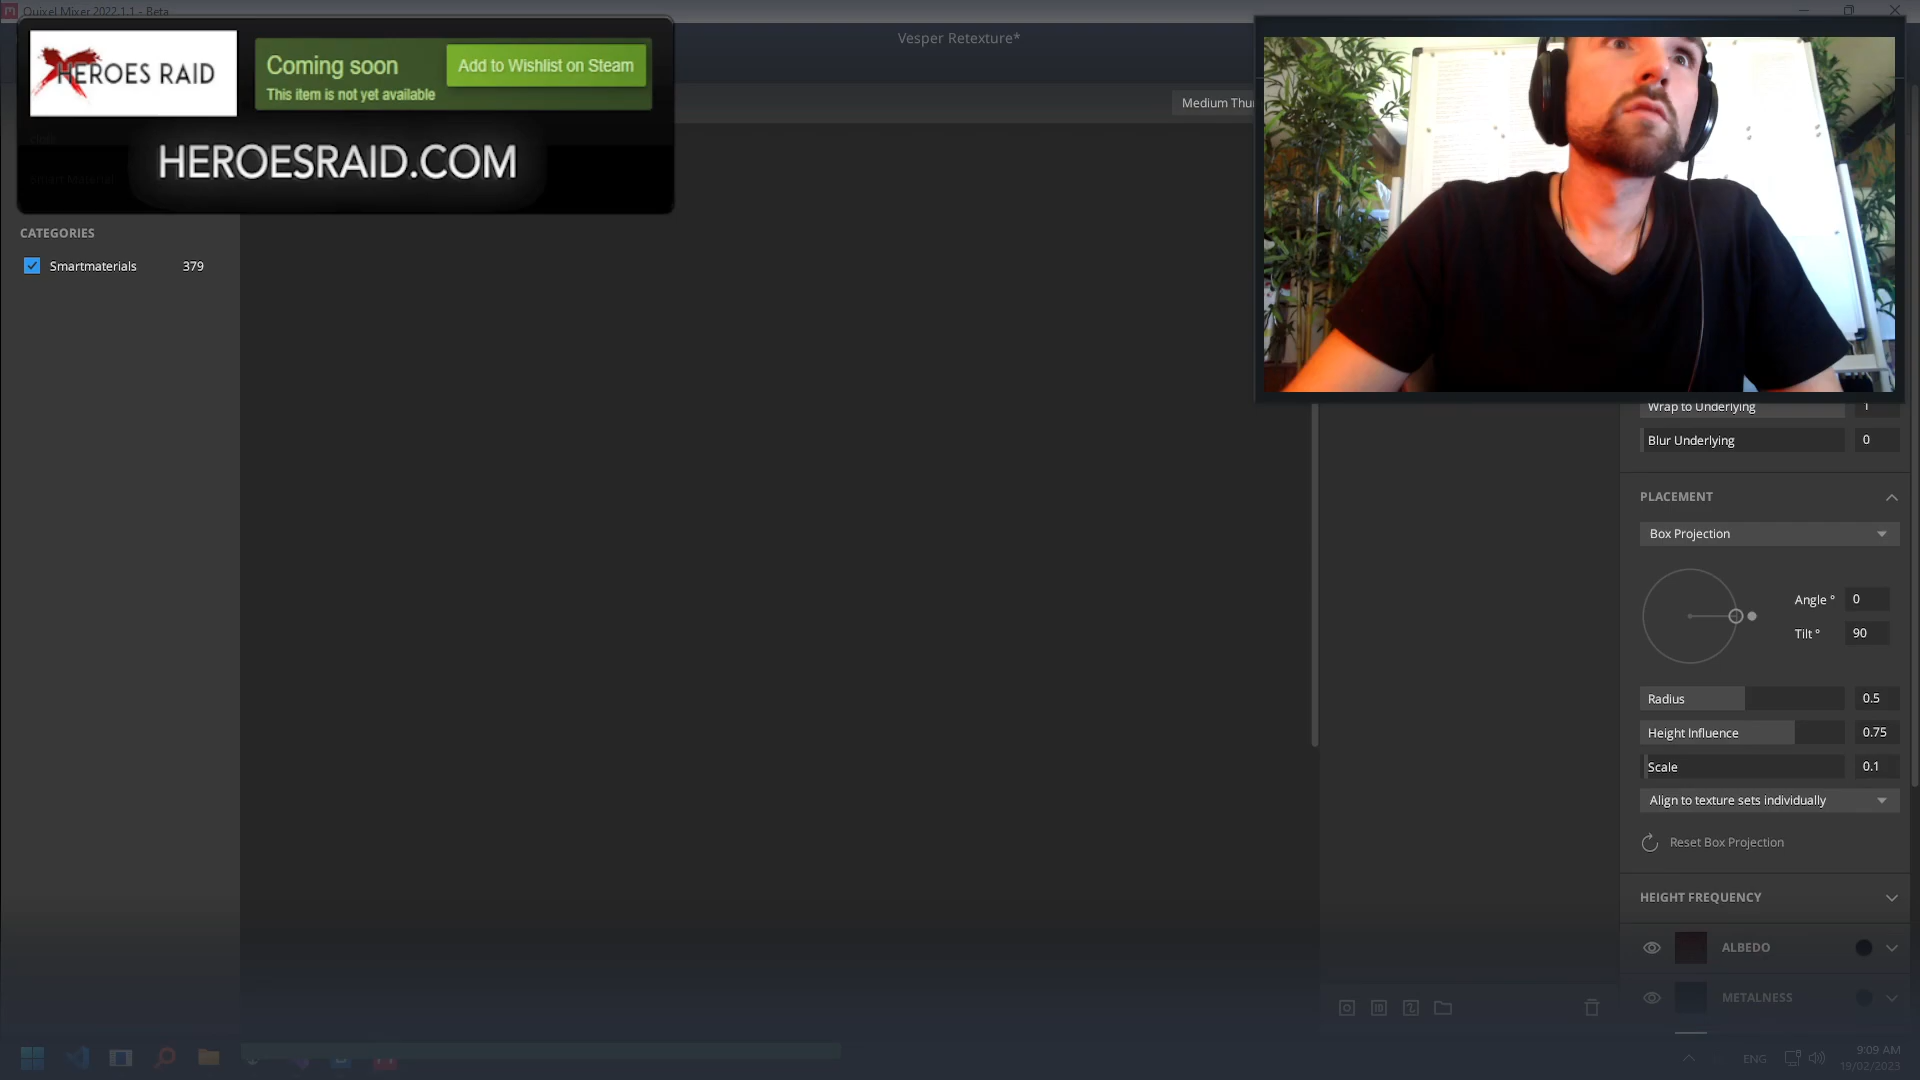 Quixel Mixer 2022.1.1 - Beta
Vesper Retexture*
HEROES RAID
Coming soon
This item is not yet available
Add to Wishlist on Steam
HEROESRAID.COM
Medium Thu
Smart Material
CATEGORIES
Smartmaterials 379
Wrap to Underlying 1
Blur Underlying 0
PLACEMENT
Box Projection
Angle ° 0
Tilt ° 90
Radius 0.5
Height Influence 0.75
Scale 0.1
Align to texture sets individually
Reset Box Projection
HEIGHT FREQUENCY
ALBEDO
METALNESS
ENG
9:09 AM
19/02/2023